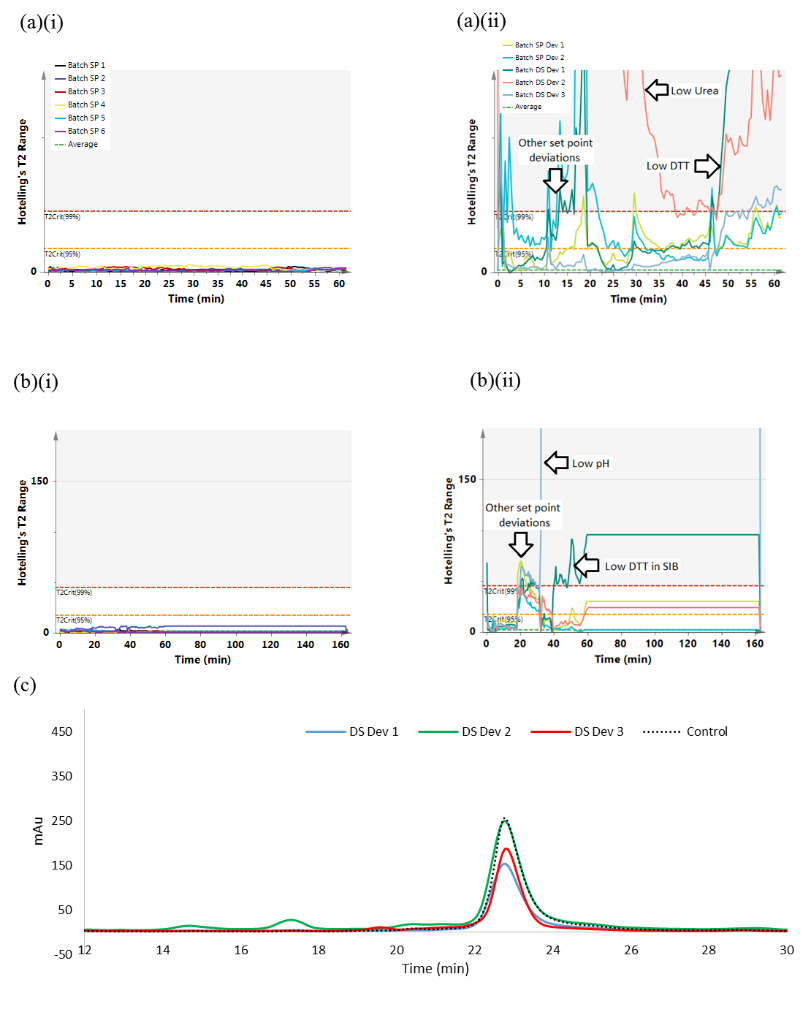 (a)(i)
Hotelling's T2 Range
Batch SP 1
Batch SP 2
Batch SP 3
Batch SP 4
Batch SP 5
Batch SP 6
Average
T2Crit(99%)
T2Crit(95%)
0
0 5 10 15 20 25 30 35 40 45 50 55 60
Time (min)
(a)(ii)
Hotelling's T2 Range
Batch SP Dev 1
Batch SP Dev 2
Batch DS Dev 1
Batch DS Dev 2
Batch DS Dev 3
Average
Low Urea
Other set point
deviations
Low DTT
T2Crit(99%)
T2Crit(95%)
0
0 5 10 15 20 25 30 35 40 45 50 55 60
Time (min)
(b)(i)
Hotelling's T2 Range
150
T2Crit(99%)
T2Crit(95%)
0
0 20 40 60 80 100 120 140 160
Time (min)
(b)(ii)
Hotelling's T2 Range
Low pH
150
Other set point
deviations
Low DTT in SIB
T2Crit(99%)
T2Crit(95%)
0
0 20 40 60 80 100 120 140 160
Time (min)
(c)
DS Dev 1 DS Dev 2 DS Dev 3 Control
mAu
450
350
250
150
50
-50
12 14 16 18 20 22 24 26 28 30
Time (min)